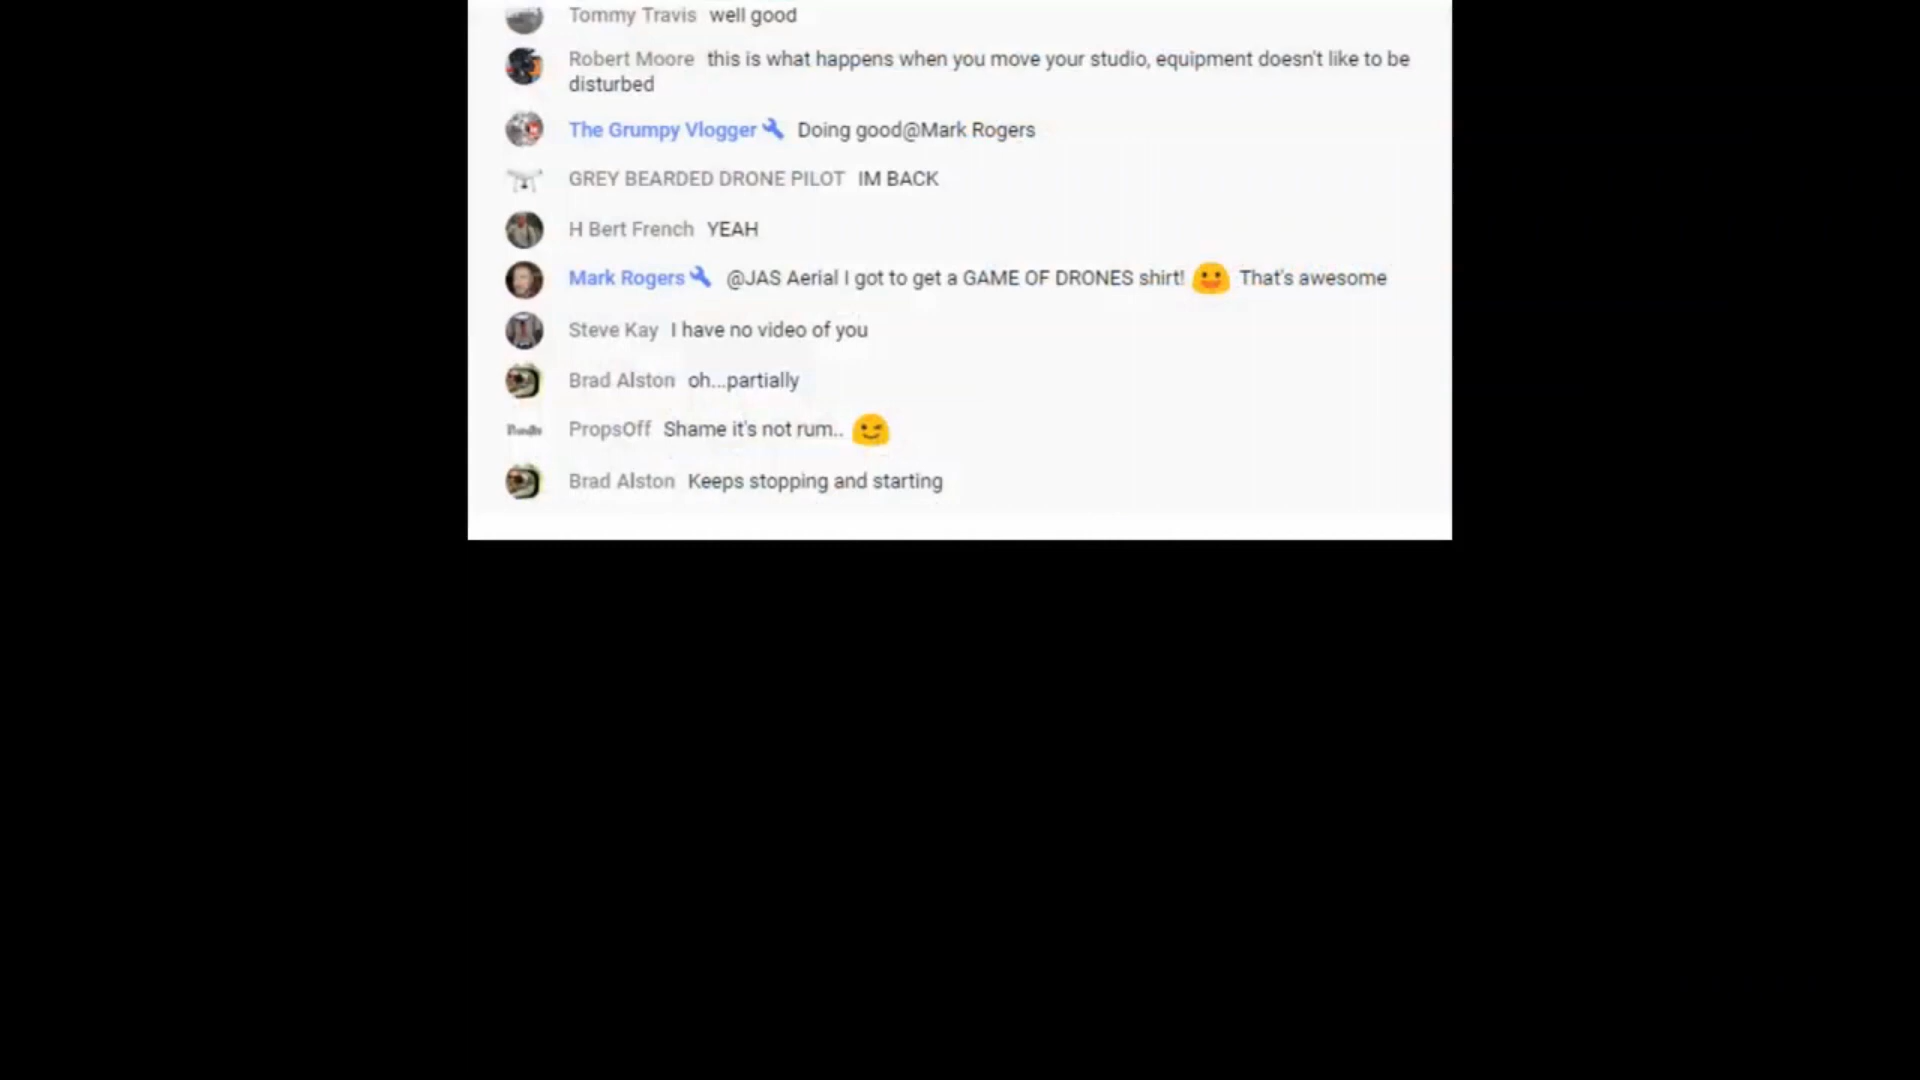 Tommy Travis well good
Robert Moore this is what happens when you move your studio, equipment doesn't like to be
disturbed
The Grumpy Vlogger Doing good@Mark Rogers
GREY BEARDED DRONE PILOT IM BACK
H Bert French YEAH
Mark Rogers @JAS Aerial I got to get a GAME OF DRONES shirt! That's awesome
Steve Kay I have no video of you
Brad Alston oh...partially
PropsOff Shame it's not rum..
Brad Alston Keeps stopping and starting